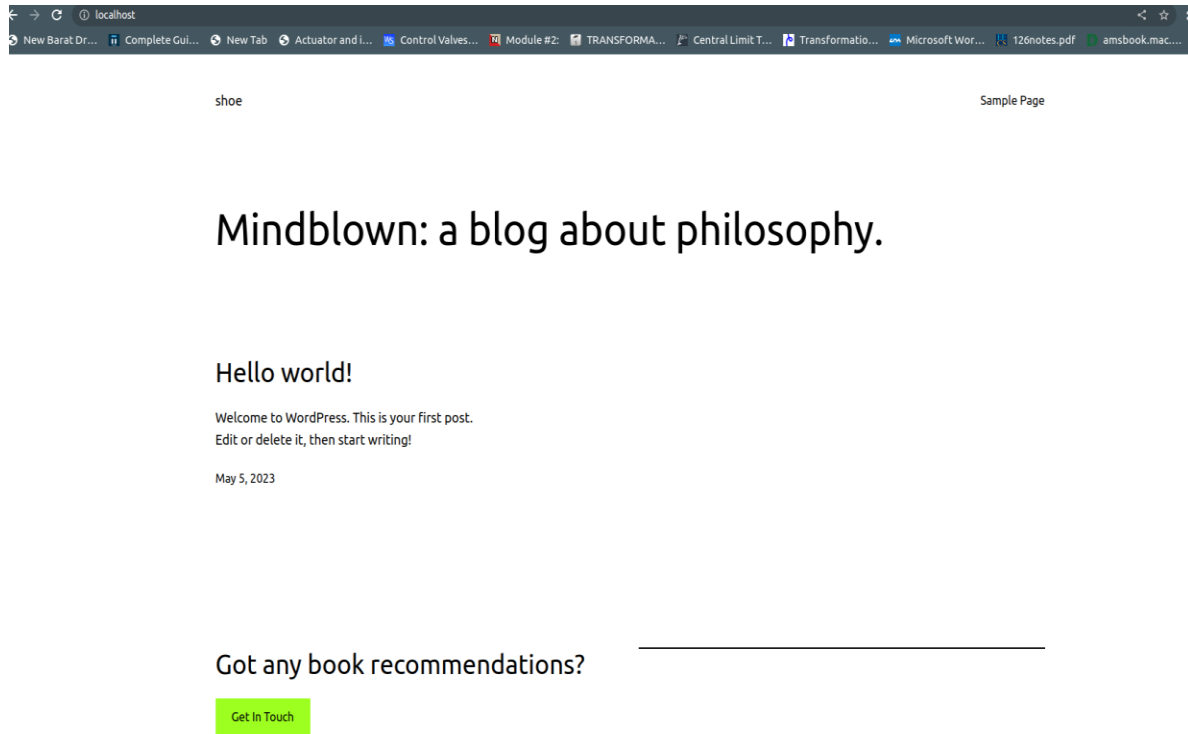 localhost
New Barat Dr... Complete Gui... New Tab Actuator and i... Control Valves... Module #2: TRANSFORMA... Central Limit T... Transformatio... Microsoft Wor... 126notes.pdf amsbook.mac....
shoe Sample Page
Mindblown: a blog about philosophy.
Hello world!
Welcome to WordPress. This is your first post.
Edit or delete it, then start writing!
May 5, 2023
Got any book recommendations?
Get In Touch